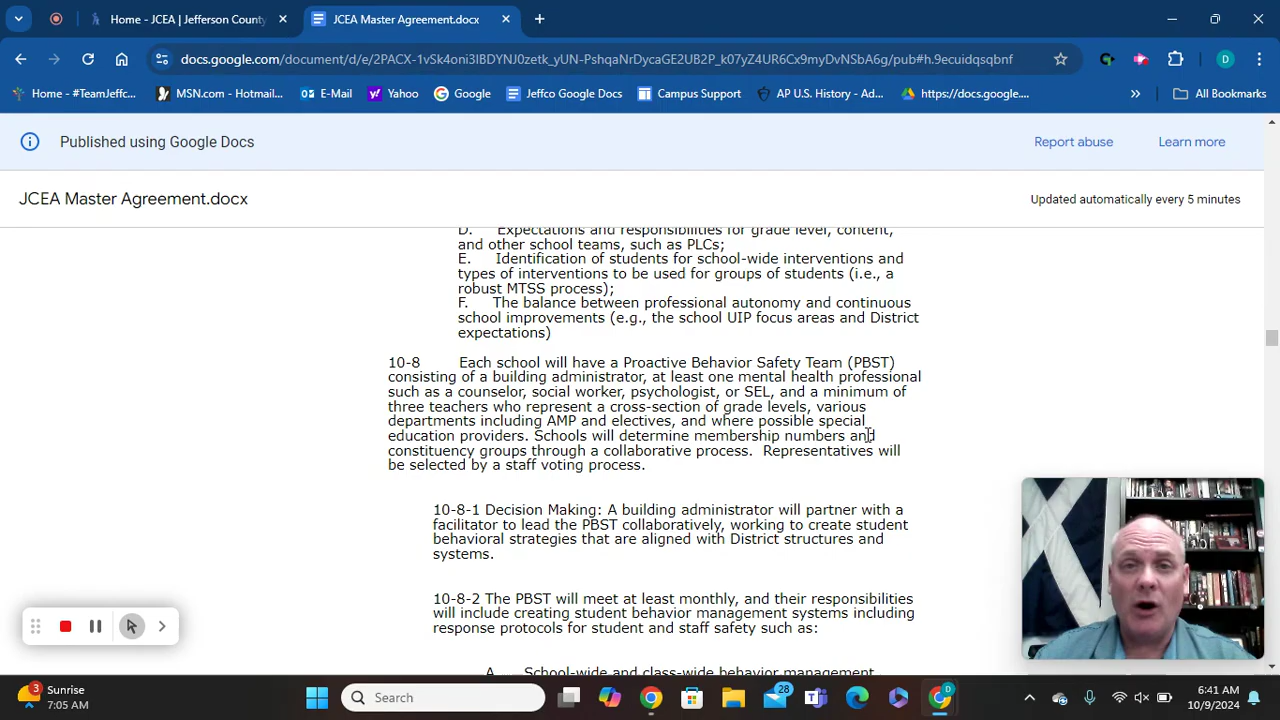 Home - JCEA | Jefferson County
JCEA Master Agreement.docx
docs.google.com/document/d/e/2PACX-1vSk4oni3IBDYNJ0zetk_yUN-PshqaNrDycaGE2UB2P_k07yZ4UR6Cx9myDvNSbA6g/pub#h.9ecuidqsqbnf
D
Home - #TeamJeffc...
MSN.com - Hotmail...
E-Mail
Yahoo
Google
Jeffco Google Docs
Campus Support
AP U.S. History - Ad...
https://docs.google....
All Bookmarks
Published using Google Docs
Report abuse
Learn more
JCEA Master Agreement.docx
Updated automatically every 5 minutes
D. Expectations and responsibilities for grade level, content,
and other school teams, such as PLCs;
E. Identification of students for school-wide interventions and
types of interventions to be used for groups of students (i.e., a
robust MTSS process);
F. The balance between professional autonomy and continuous
school improvements (e.g., the school UIP focus areas and District
expectations)
10-8 Each school will have a Proactive Behavior Safety Team (PBST)
consisting of a building administrator, at least one mental health professional
such as a counselor, social worker, psychologist, or SEL, and a minimum of
three teachers who represent a cross-section of grade levels, various
departments including AMP and electives, and where possible special
education providers. Schools will determine membership numbers and
constituency groups through a collaborative process. Representatives will
be selected by a staff voting process.
10-8-1 Decision Making: A building administrator will partner with a
facilitator to lead the PBST collaboratively, working to create student
behavioral strategies that are aligned with District structures and
systems.
10-8-2 The PBST will meet at least monthly, and their responsibilities
will include creating student behavior management systems including
response protocols for student and staff safety such as:
A. School-wide and class-wide behavior management
3
Sunrise
7:05 AM
Search
28
D
6:41 AM
10/9/2024